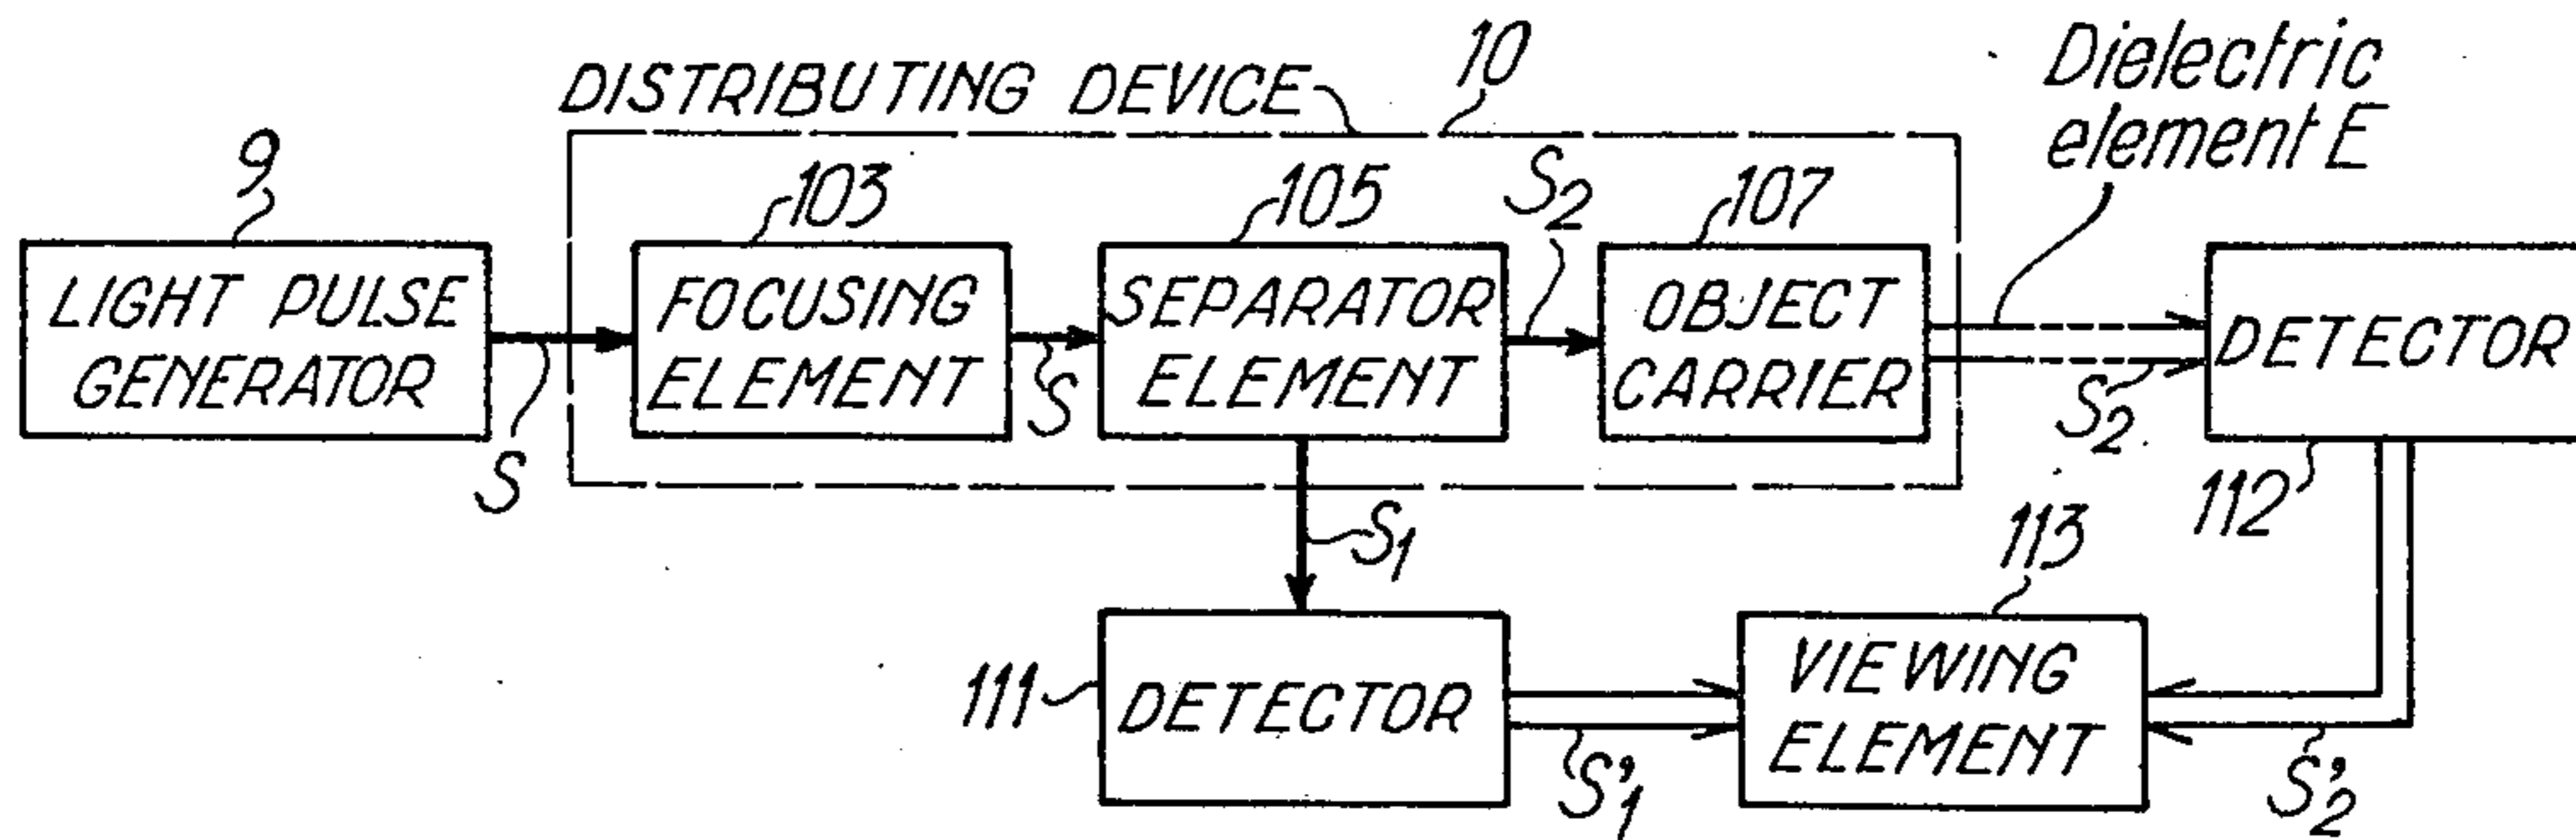 DISTRIBUTING DEVICE
10
Dielectric
element E
9
103
105
S2
107
LIGHT PULSE
GENERATOR
FOCUSING
ELEMENT
SEPARATOR
ELEMENT
OBJECT
CARRIER
DETECTOR
S
S
S2
S1
112
113
111
DETECTOR
VIEWING
ELEMENT
S'1
S'2